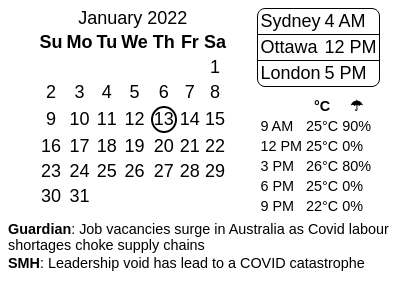 January 2022
Su Mo Tu We Th Fr Sa
1
2 3 4 5 6 7 8
9 10 11 12 13 14 15
16 17 18 19 20 21 22
23 24 25 26 27 28 29
30 31
Sydney 4 AM
Ottawa 12 PM
London 5 PM
°C ☂
9 AM 25°C 90%
12 PM 25°C 0%
3 PM 26°C 80%
6 PM 25°C 0%
9 PM 22°C 0%
Guardian: Job vacancies surge in Australia as Covid labour
shortages choke supply chains
SMH: Leadership void has lead to a COVID catastrophe